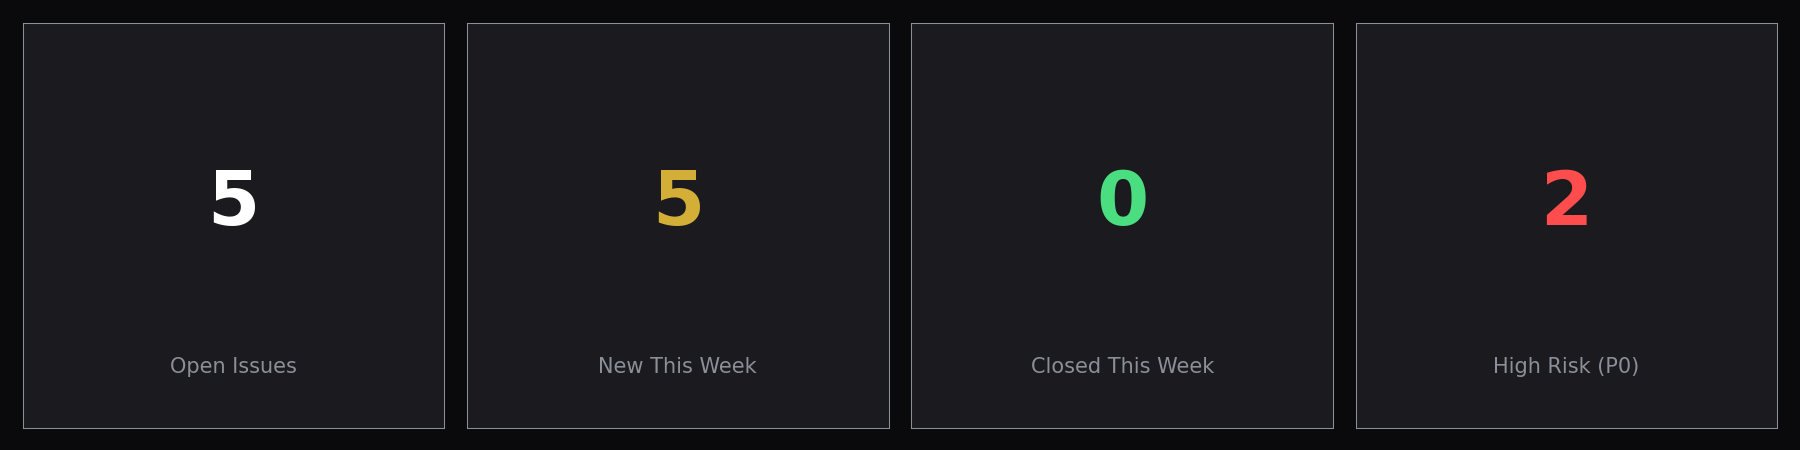 5
Open Issues
5
New This Week
0
Closed This Week
2
High Risk (P0)